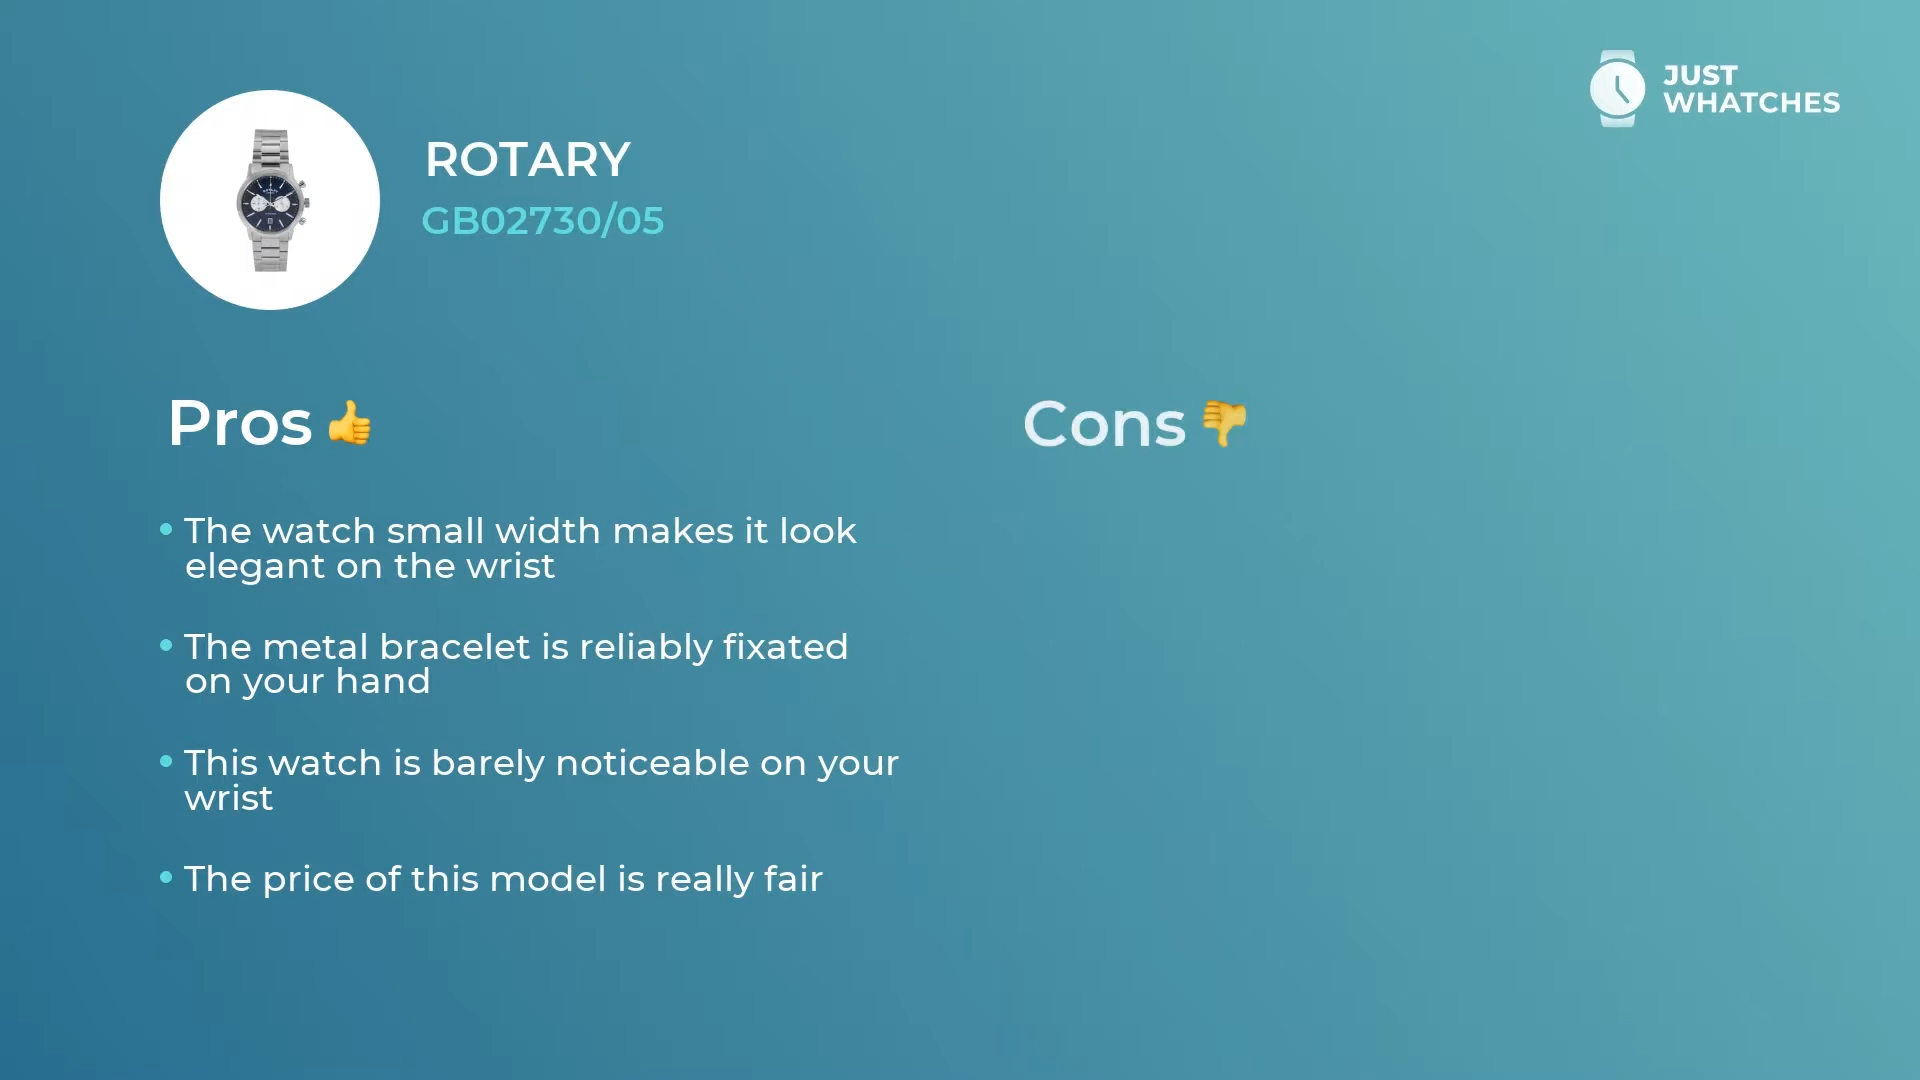 JUST
WHATCHES
ROTARY
GB02730/05
Pros👍
Cons👎
• The watch small width makes it look
elegant on the wrist
• The metal bracelet is reliably fixated
on your hand
• This watch is barely noticeable on your
wrist
• The price of this model is really fair